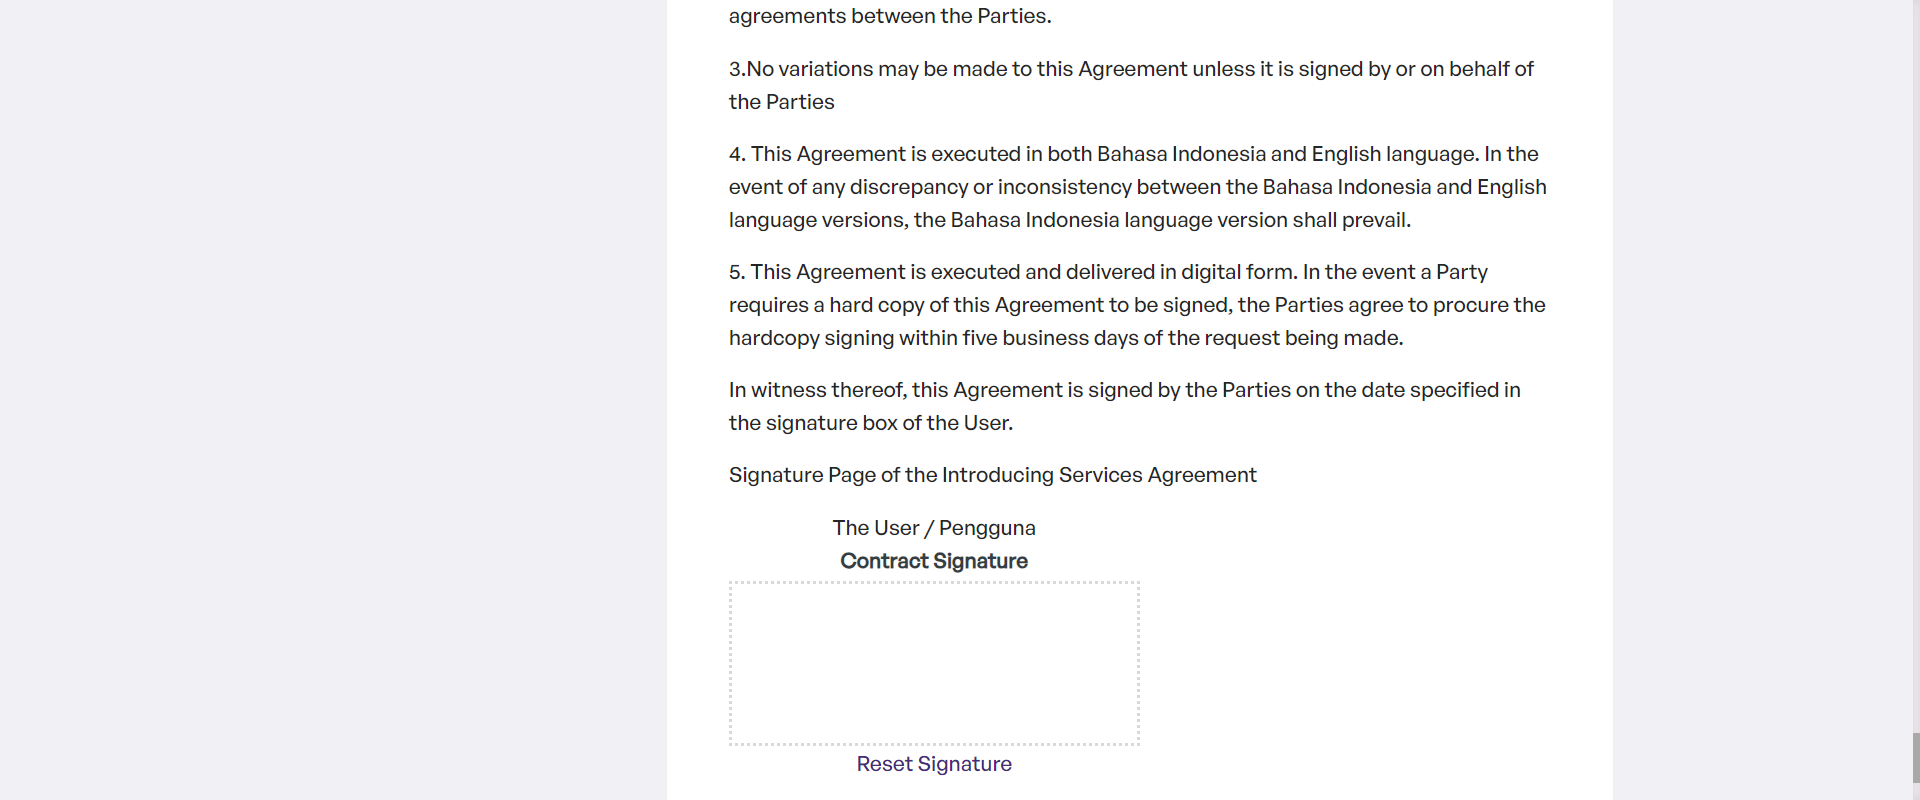 agreements between the Parties.
3.No variations may be made to this Agreement unless it is signed by or on behalf of
the Parties
4. This Agreement is executed in both Bahasa Indonesia and English language. In the
event of any discrepancy or inconsistency between the Bahasa Indonesia and English
language versions, the Bahasa Indonesia language version shall prevail.
5. This Agreement is executed and delivered in digital form. In the event a Party
requires a hard copy of this Agreement to be signed, the Parties agree to procure the
hardcopy signing within five business days of the request being made.
In witness thereof, this Agreement is signed by the Parties on the date specified in
the signature box of the User.
Signature Page of the Introducing Services Agreement
The User / Pengguna
Contract Signature
Reset Signature